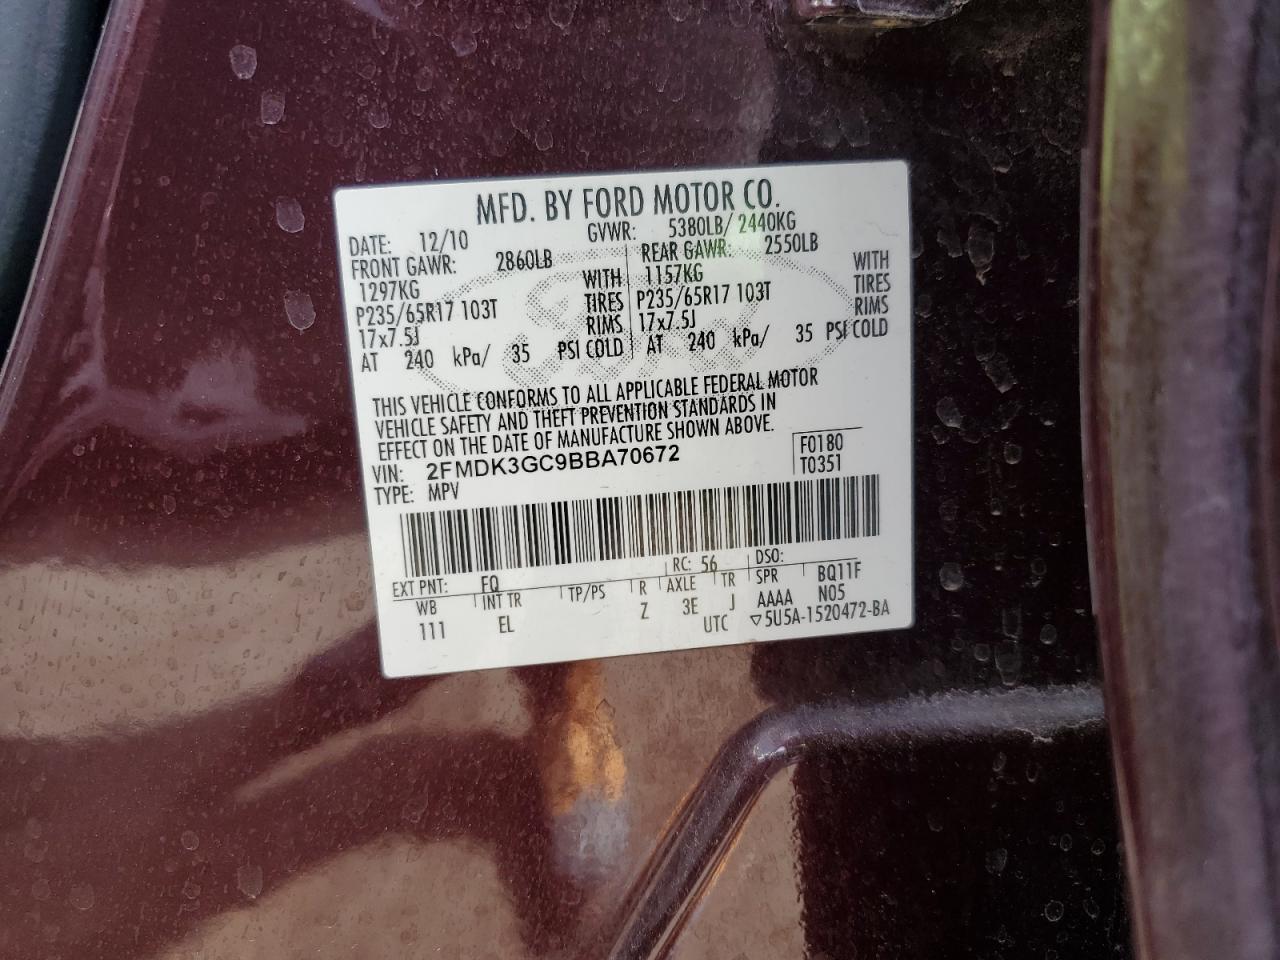 MFD. BY FORD MOTOR CO.
DATE: 12/10 GVWR: 5380LB/ 2440KG
FRONT GAWR: 2860LB REAR GAWR: 2550LB
1297KG WITH 1157KG WITH
P235/65R17 103T TIRES P235/65R17 103T TIRES
17x7.5J RIMS 17x7.5J RIMS
AT 240 kPa/ 35 PSI COLD AT 240 kPa/ 35 PSI COLD
THIS VEHICLE CONFORMS TO ALL APPLICABLE FEDERAL MOTOR
VEHICLE SAFETY AND THEFT PREVENTION STANDARDS IN
EFFECT ON THE DATE OF MANUFACTURE SHOWN ABOVE.
VIN: 2FMDK3GC9BBA70672 F0180
TYPE: MPV T0351
EXT PNT: FQ RC: 56 DSO:
WB INT TR TP/PS R AXLE TR SPR BQ11F
111 EL Z 3E J AAAA N05
UTC ▽5U5A-1520472-BA